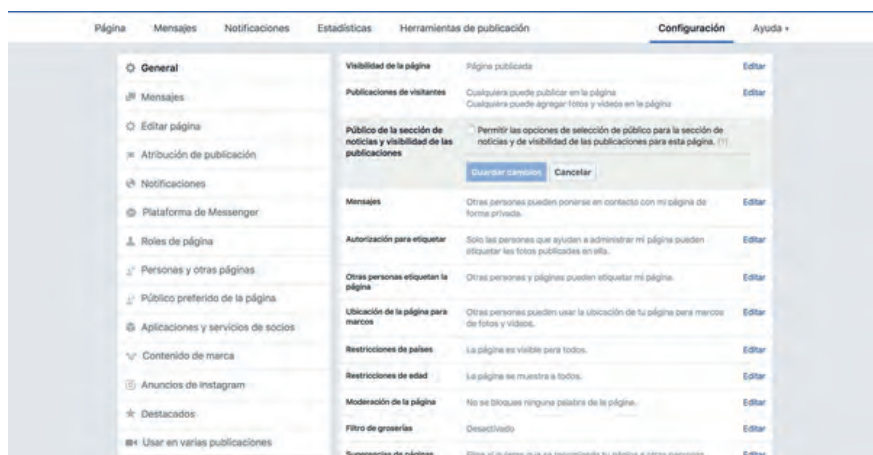 Página Mensajes Notificaciones Estadísticas Herramientas de publicación Configuración Ayuda
General
Mensajes
Editar página
Atribución de publicación
Notificaciones
Plataforma de Messenger
Roles de página
Personas y otras páginas
Público preferido de la página
Aplicaciones y servicios de socios
Contenido de marca
Anuncios de Instagram
Destacados
Usar en varias publicaciones
Visibilidad de la página Página publicada Editar
Publicaciones de visitantes Cualquiera puede publicar en la página Editar
Cualquiera puede agregar fotos y videos en la página
Público de la sección de Permitir las opciones de selección de público para la sección de
noticias y visibilidad de las noticias y de visibilidad de las publicaciones para esta página. [?]
publicaciones
Guardar cambios Cancelar
Mensajes Otras personas pueden ponerse en contacto con mi página de Editar
forma privada.
Autorización para etiquetar Solo las personas que ayudan a administrar mi página pueden Editar
etiquetar las fotos publicadas en ella.
Otras personas etiquetan la Otras personas y páginas pueden etiquetar mi página. Editar
página
Ubicación de la página para Otras personas pueden usar la ubicación de tu página para marcos Editar
marcos de fotos y videos.
Restricciones de países La página es visible para todos. Editar
Restricciones de edad La página se muestra a todos. Editar
Moderación de la página No se bloquea ninguna palabra de la página. Editar
Filtro de groserías Desactivado Editar
Sugerencias de páginas Editar